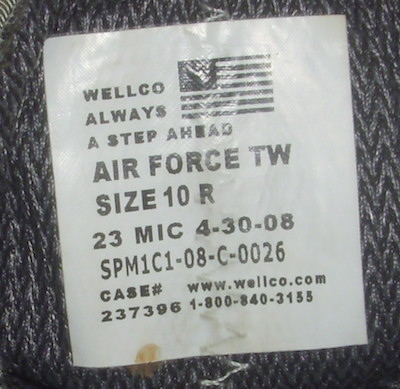 WELLCO
ALWAYS
A STEP AHEAD
AIR FORCE TW
SIZE 10 R
23 MIC 4-30-08
SPM1C1-08-C-0026
CASE# www.wellco.com
237396 1-800-840-3155